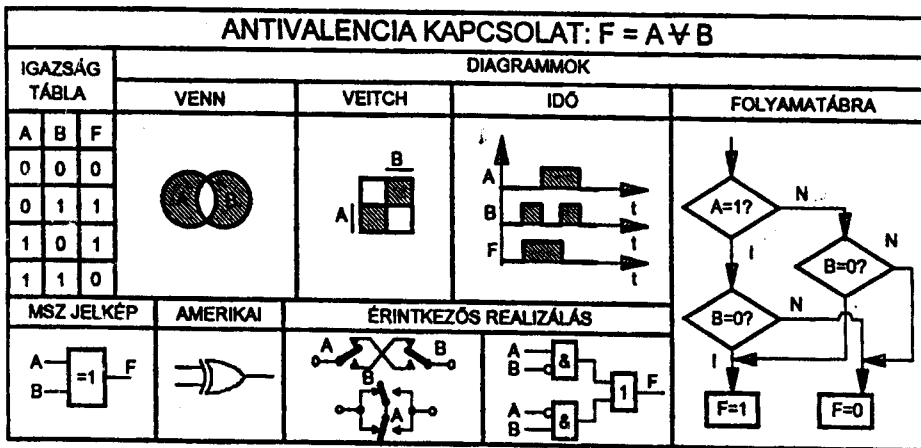 ANTIVALENCIA KAPCSOLAT: F = A ⊻ B
IGAZSÁG TÁBLA
DIAGRAMMOK
VENN
VEITCH
IDŐ
FOLYAMATÁBRA
A B F
0 0 0
0 1 1
1 0 1
1 1 0
A B
B
A
A
t
B
t
F
t
A=1?
N
I
B=0?
N
B=0?
N
I
F=1
F=0
MSZ JELKÉP
AMERIKAI
ÉRINTKEZŐS REALIZÁLÁS
A
B
=1
F
A
B
B
A
A
B
&
A
B
&
1
F